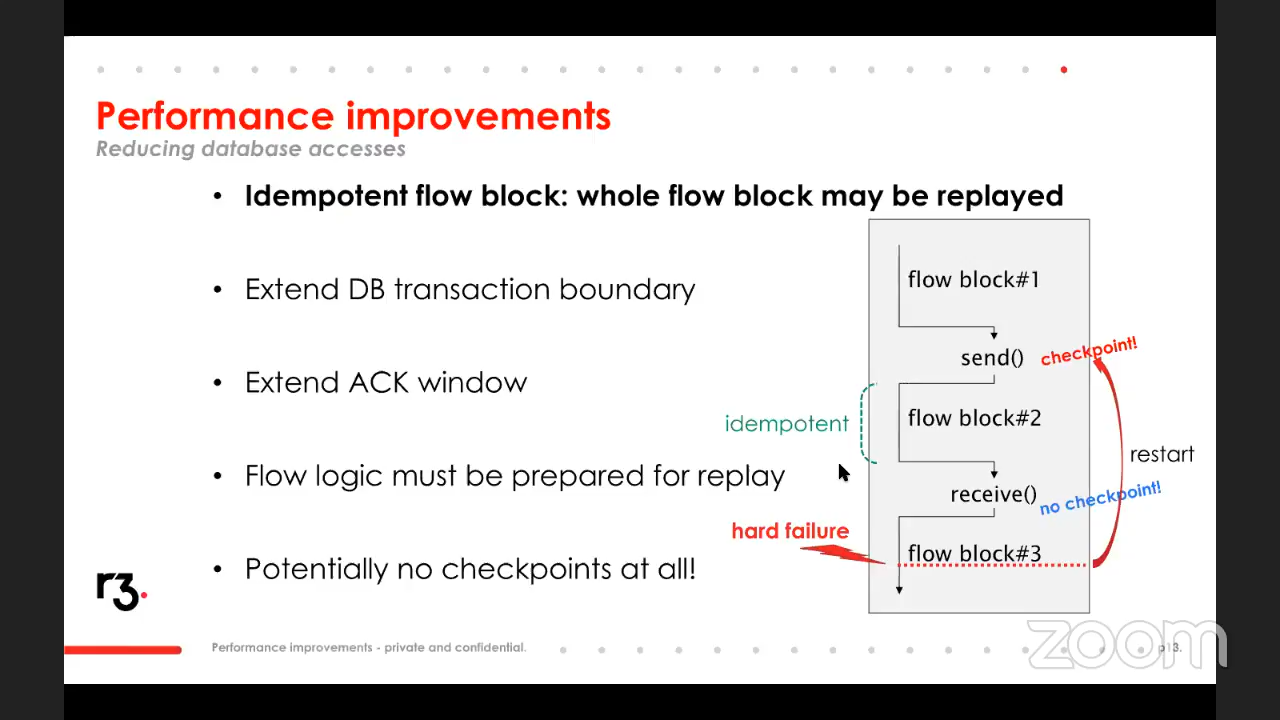 Performance improvements
Reducing database accesses
• Idempotent flow block: whole flow block may be replayed
• Extend DB transaction boundary
• Extend ACK window
• Flow logic must be prepared for replay
• Potentially no checkpoints at all!
flow block#1
send()
checkpoint!
idempotent
flow block#2
restart
receive()
no checkpoint!
hard failure
flow block#3
r3.
Performance improvements - private and confidential.
p13.
zoom